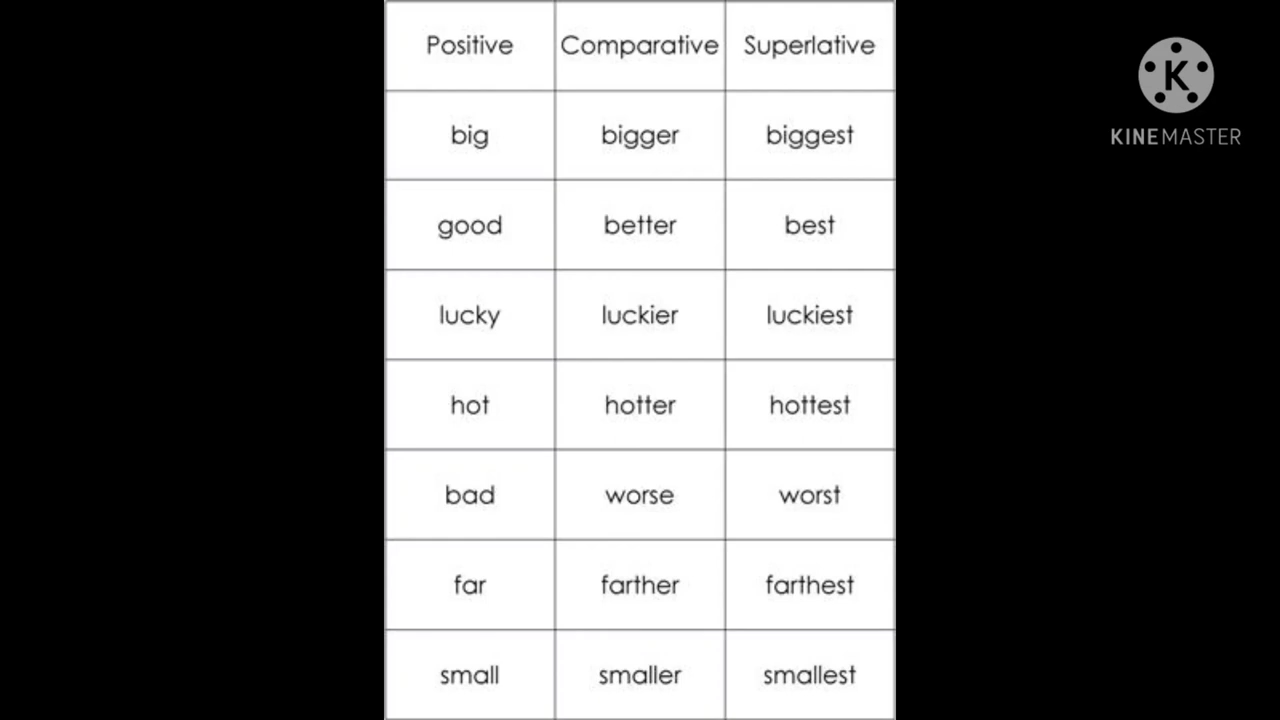 Positive Comparative Superlative
big bigger biggest
good better best
lucky luckier luckiest
hot hotter hottest
bad worse worst
far farther farthest
small smaller smallest
K
KINEMASTER